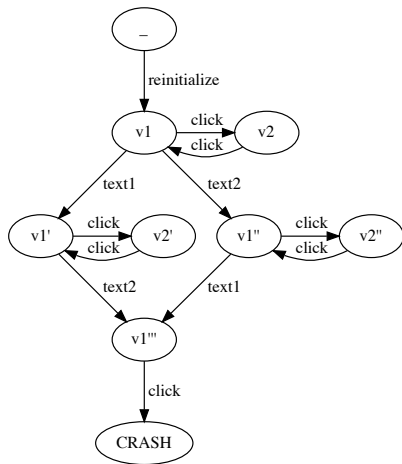 _
reinitialize
v1
click
click
v2
text1
text2
v1'
click
click
v2'
v1''
click
click
v2''
text2
text1
v1'''
click
CRASH